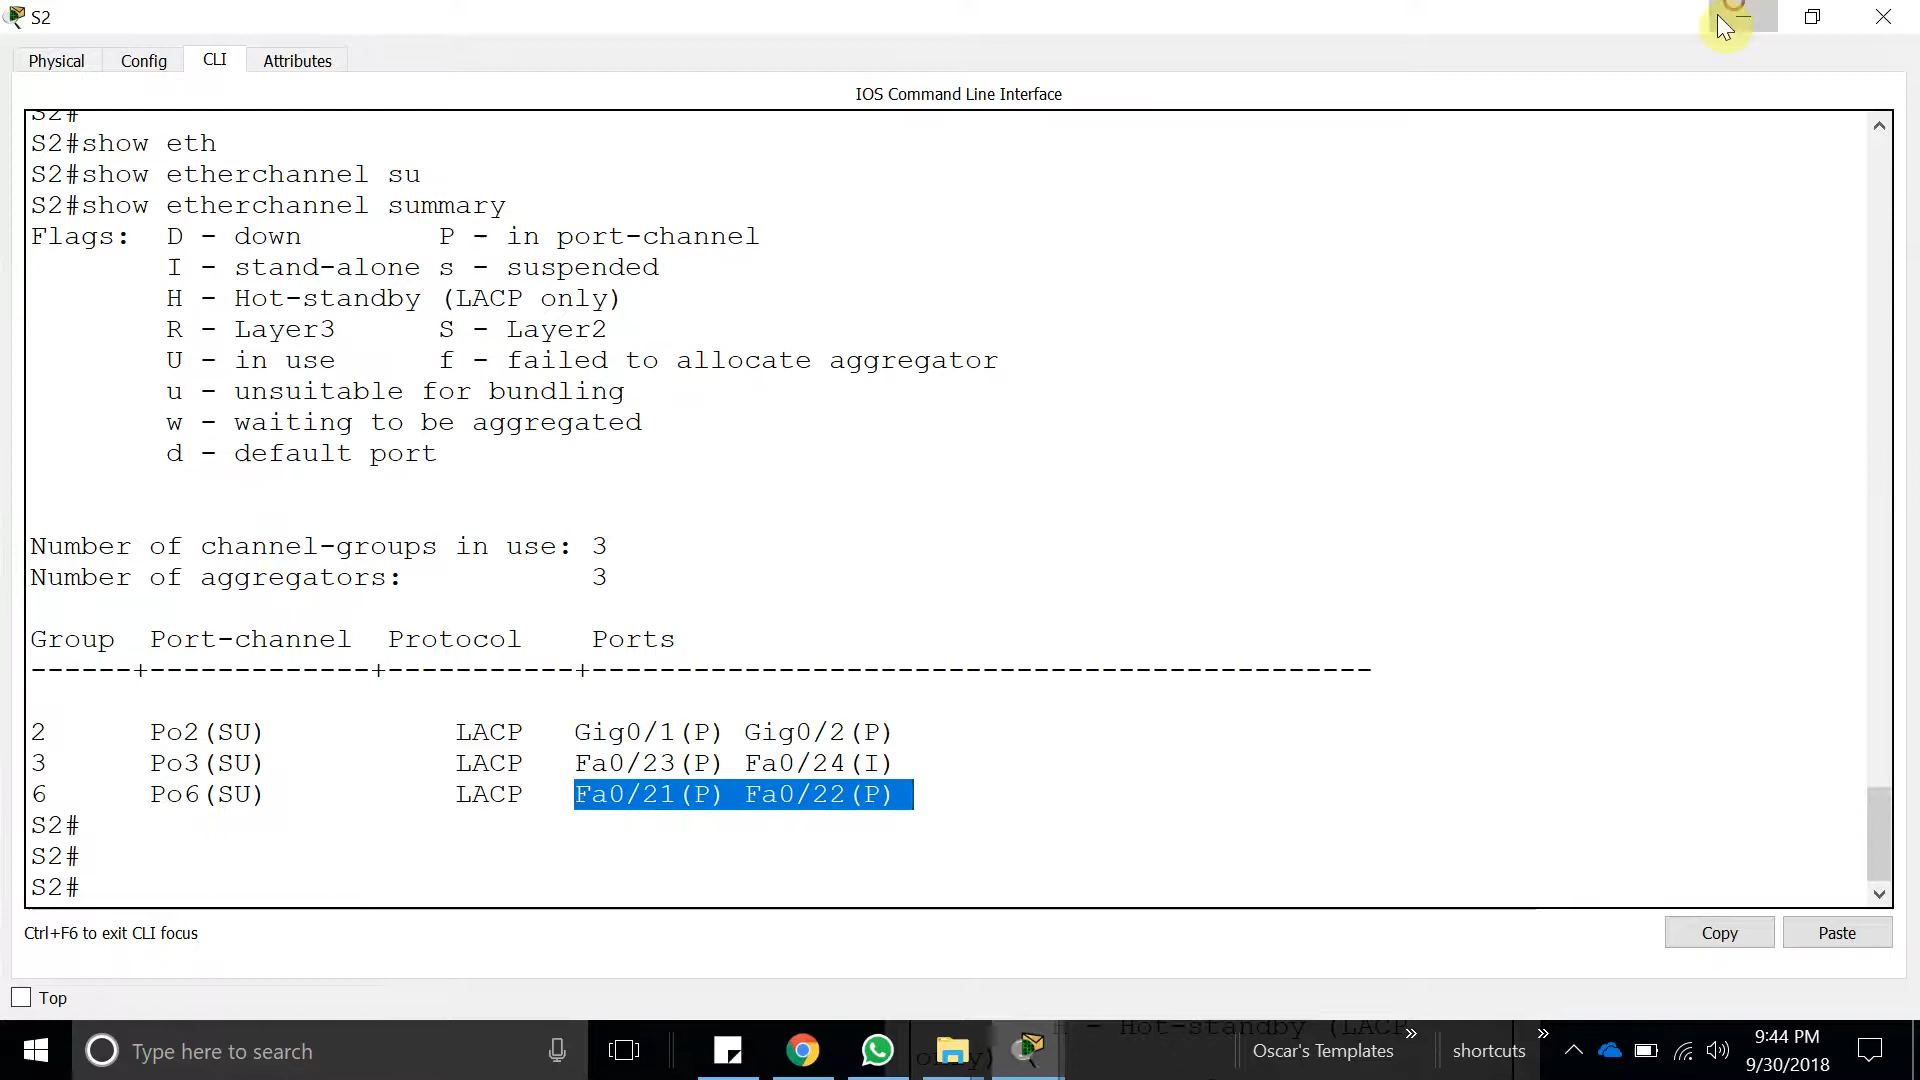 S2
Physical Config CLI Attributes
IOS Command Line Interface
S2#
S2#show eth
S2#show etherchannel su
S2#show etherchannel summary
Flags:  D - down        P - in port-channel
        I - stand-alone s - suspended
        H - Hot-standby (LACP only)
        R - Layer3      S - Layer2
        U - in use      f - failed to allocate aggregator
        u - unsuitable for bundling
        w - waiting to be aggregated
        d - default port
Number of channel-groups in use: 3
Number of aggregators:           3
Group  Port-channel  Protocol    Ports
------+-------------+-----------+----------------------------------------------
2      Po2(SU)           LACP   Gig0/1(P) Gig0/2(P)
3      Po3(SU)           LACP   Fa0/23(P) Fa0/24(I)
6      Po6(SU)           LACP   Fa0/21(P) Fa0/22(P)
S2#
S2#
S2#
Ctrl+F6 to exit CLI focus
Copy Paste
Top
H - Hot-standby (LACP
only)
Type here to search
Oscar's Templates » shortcuts »
9:44 PM
9/30/2018